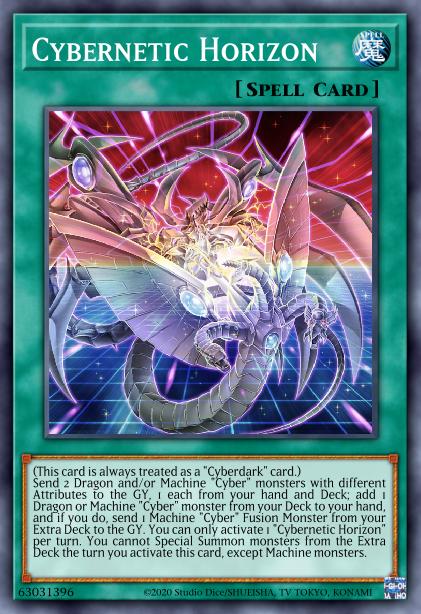 CYBERNETIC HORIZON
SPELL
魔
[SPELL CARD]
(This card is always treated as a "Cyberdark" card.)
Send 2 Dragon and/or Machine "Cyber" monsters with different
Attributes to the GY, 1 each from your hand and Deck; add 1
Dragon or Machine "Cyber" monster from your Deck to your hand,
and if you do, send 1 Machine "Cyber" Fusion Monster from your
Extra Deck to the GY. You can only activate "Cybernetic Horizon"
per turn. You cannot Special Summon monsters from the Extra
Deck the turn you activate this card, except Machine monsters.
63031396
©2020 Studio Dice/SHUEISHA, TV TOKYO, KONAMI